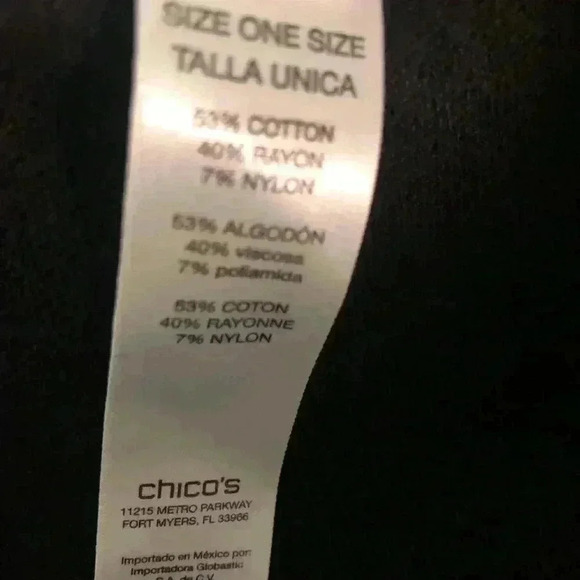 SIZE ONE SIZE
TALLA UNICA
53% COTTON
40% RAYON
7% NYLON
53% ALGODÓN
40% viscosa
7% poliamida
53% COTON
40% RAYONNE
7% NYLON
chico's
11215 METRO PARKWAY
FORT MYERS, FL 33966
Importado en México por:
Importadora
S.A. de C.V.